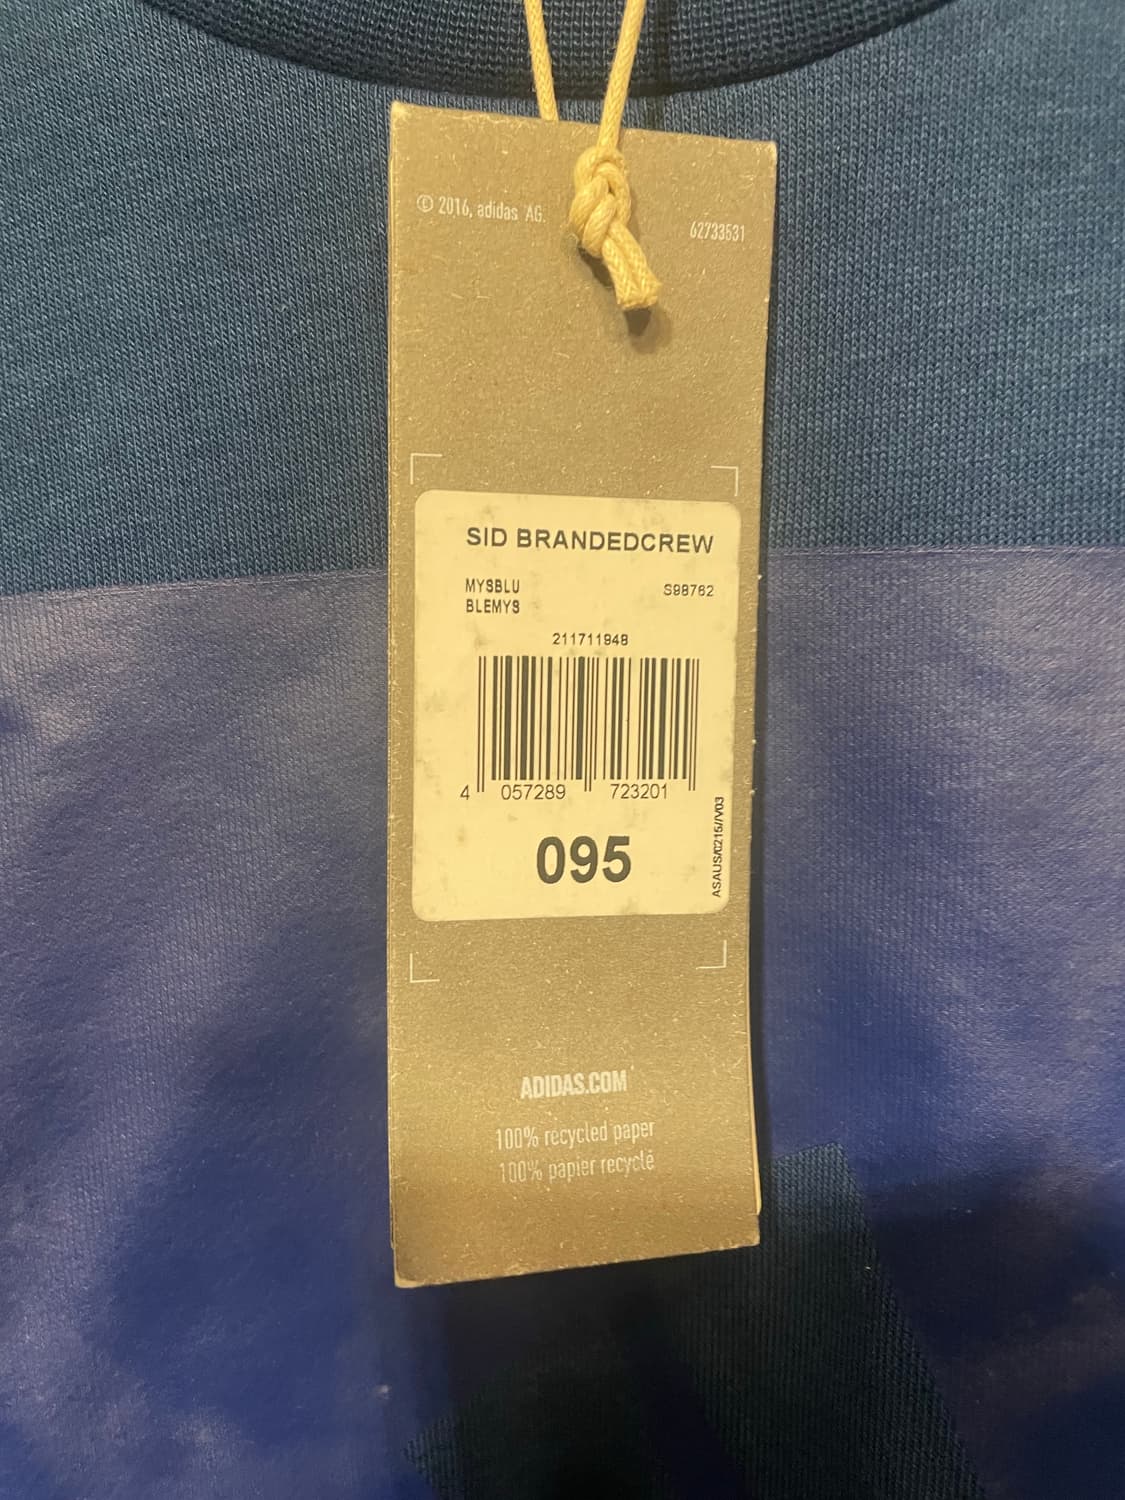 © 2016, adidas AG.
62733531
SID BRANDEDCREW
MYSBLU
S98762
BLEMYS
211711948
4 057289 723201
095
ASAUS/0215//V03
ADIDAS.COM
100% recycled paper
100% papier recyclé